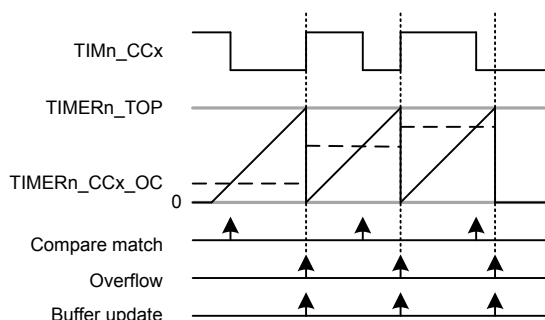 TIMn_CCx
TIMERn_TOP
TIMERn_CCx_OC
0
Compare match
Overflow
Buffer update